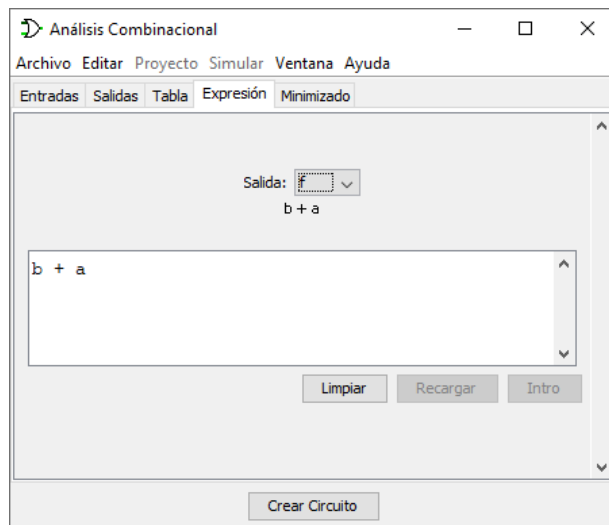 Análisis Combinacional
Archivo Editar Proyecto Simular Ventana Ayuda
Entradas Salidas Tabla Expresión Minimizado
Salida: f
b + a
b + a
Limpiar Recargar Intro
Crear Circuito